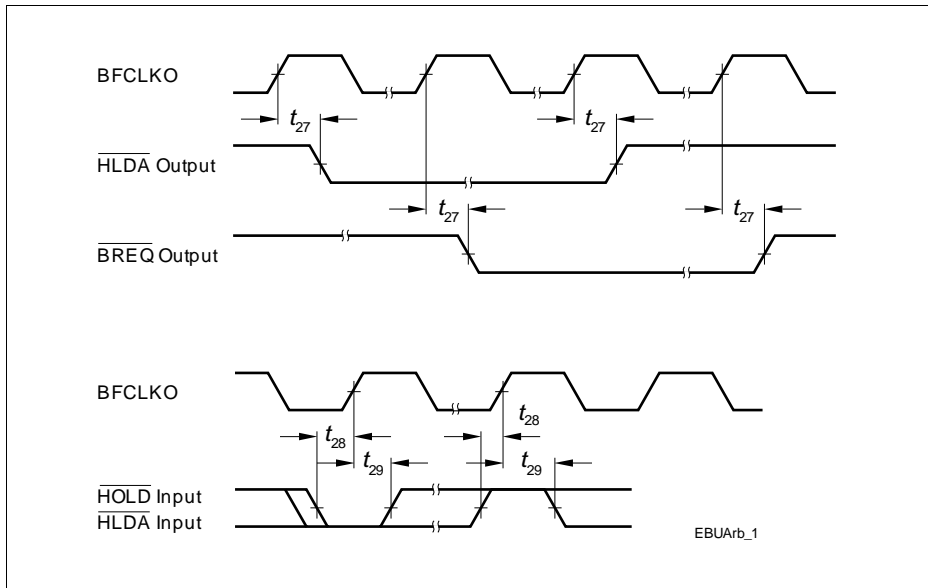 BFCLKO
t27
t27
HLDA Output
t27
t27
BREQ Output
BFCLKO
t28
t28
t29
t29
HOLD Input
HLDA Input
EBUArb_1